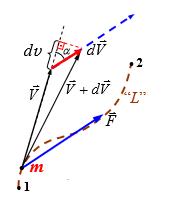 dv α dV⃗
2
V⃗ V⃗ + dV⃗ "L"
F⃗
m
1